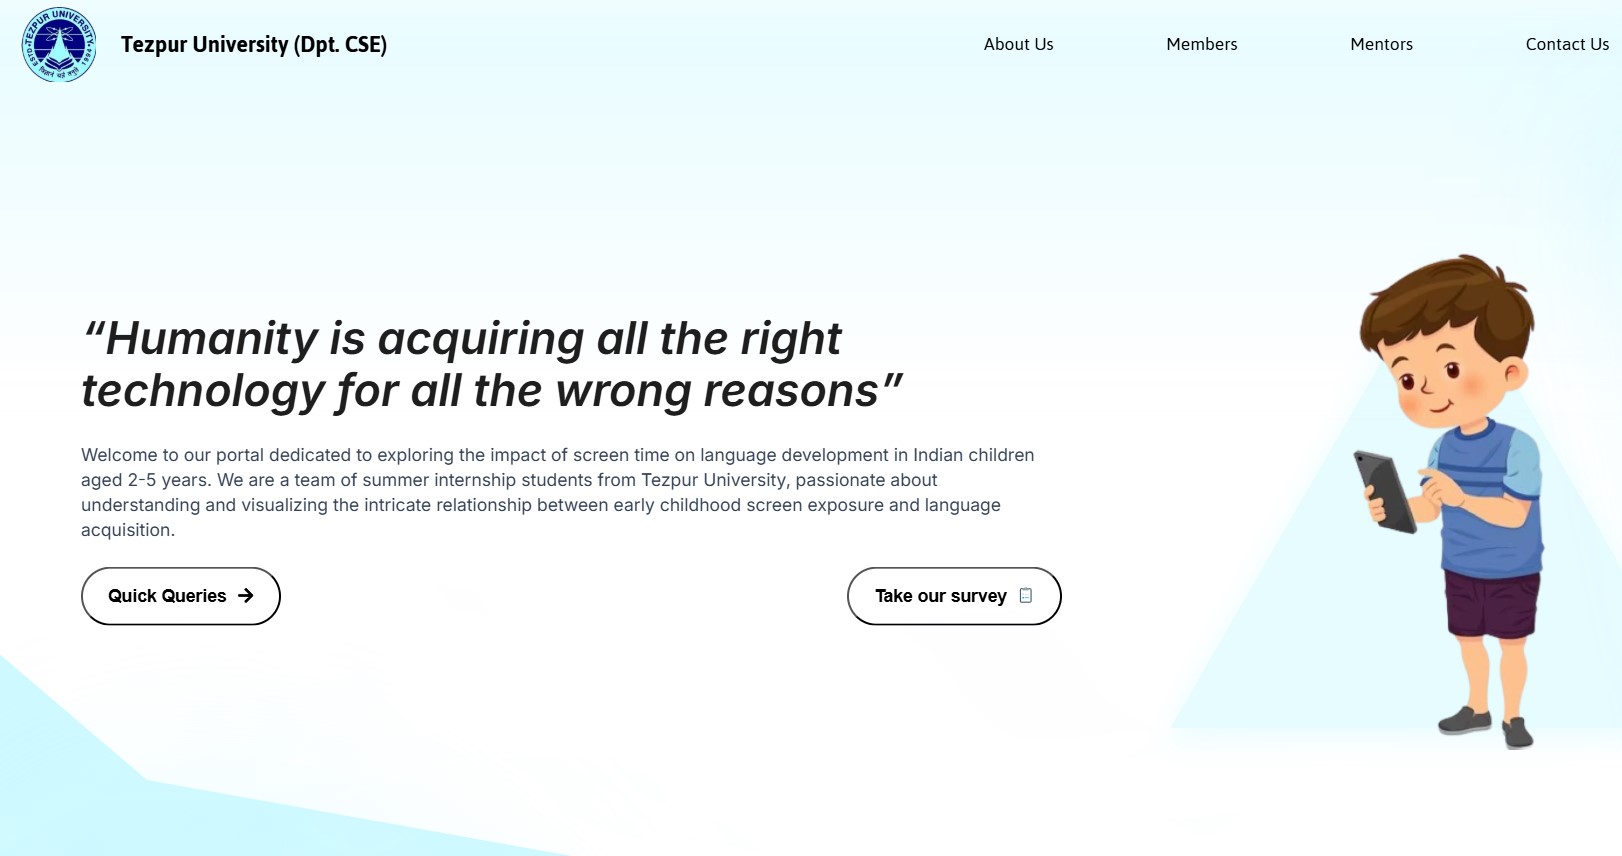 TEZPUR UNIVERSITY
ESTD. 1994
Tezpur University (Dpt. CSE)
About Us
Members
Mentors
Contact Us
“Humanity is acquiring all the right
technology for all the wrong reasons”
Welcome to our portal dedicated to exploring the impact of screen time on language development in Indian children
aged 2-5 years. We are a team of summer internship students from Tezpur University, passionate about
understanding and visualizing the intricate relationship between early childhood screen exposure and language
acquisition.
Quick Queries
Take our survey